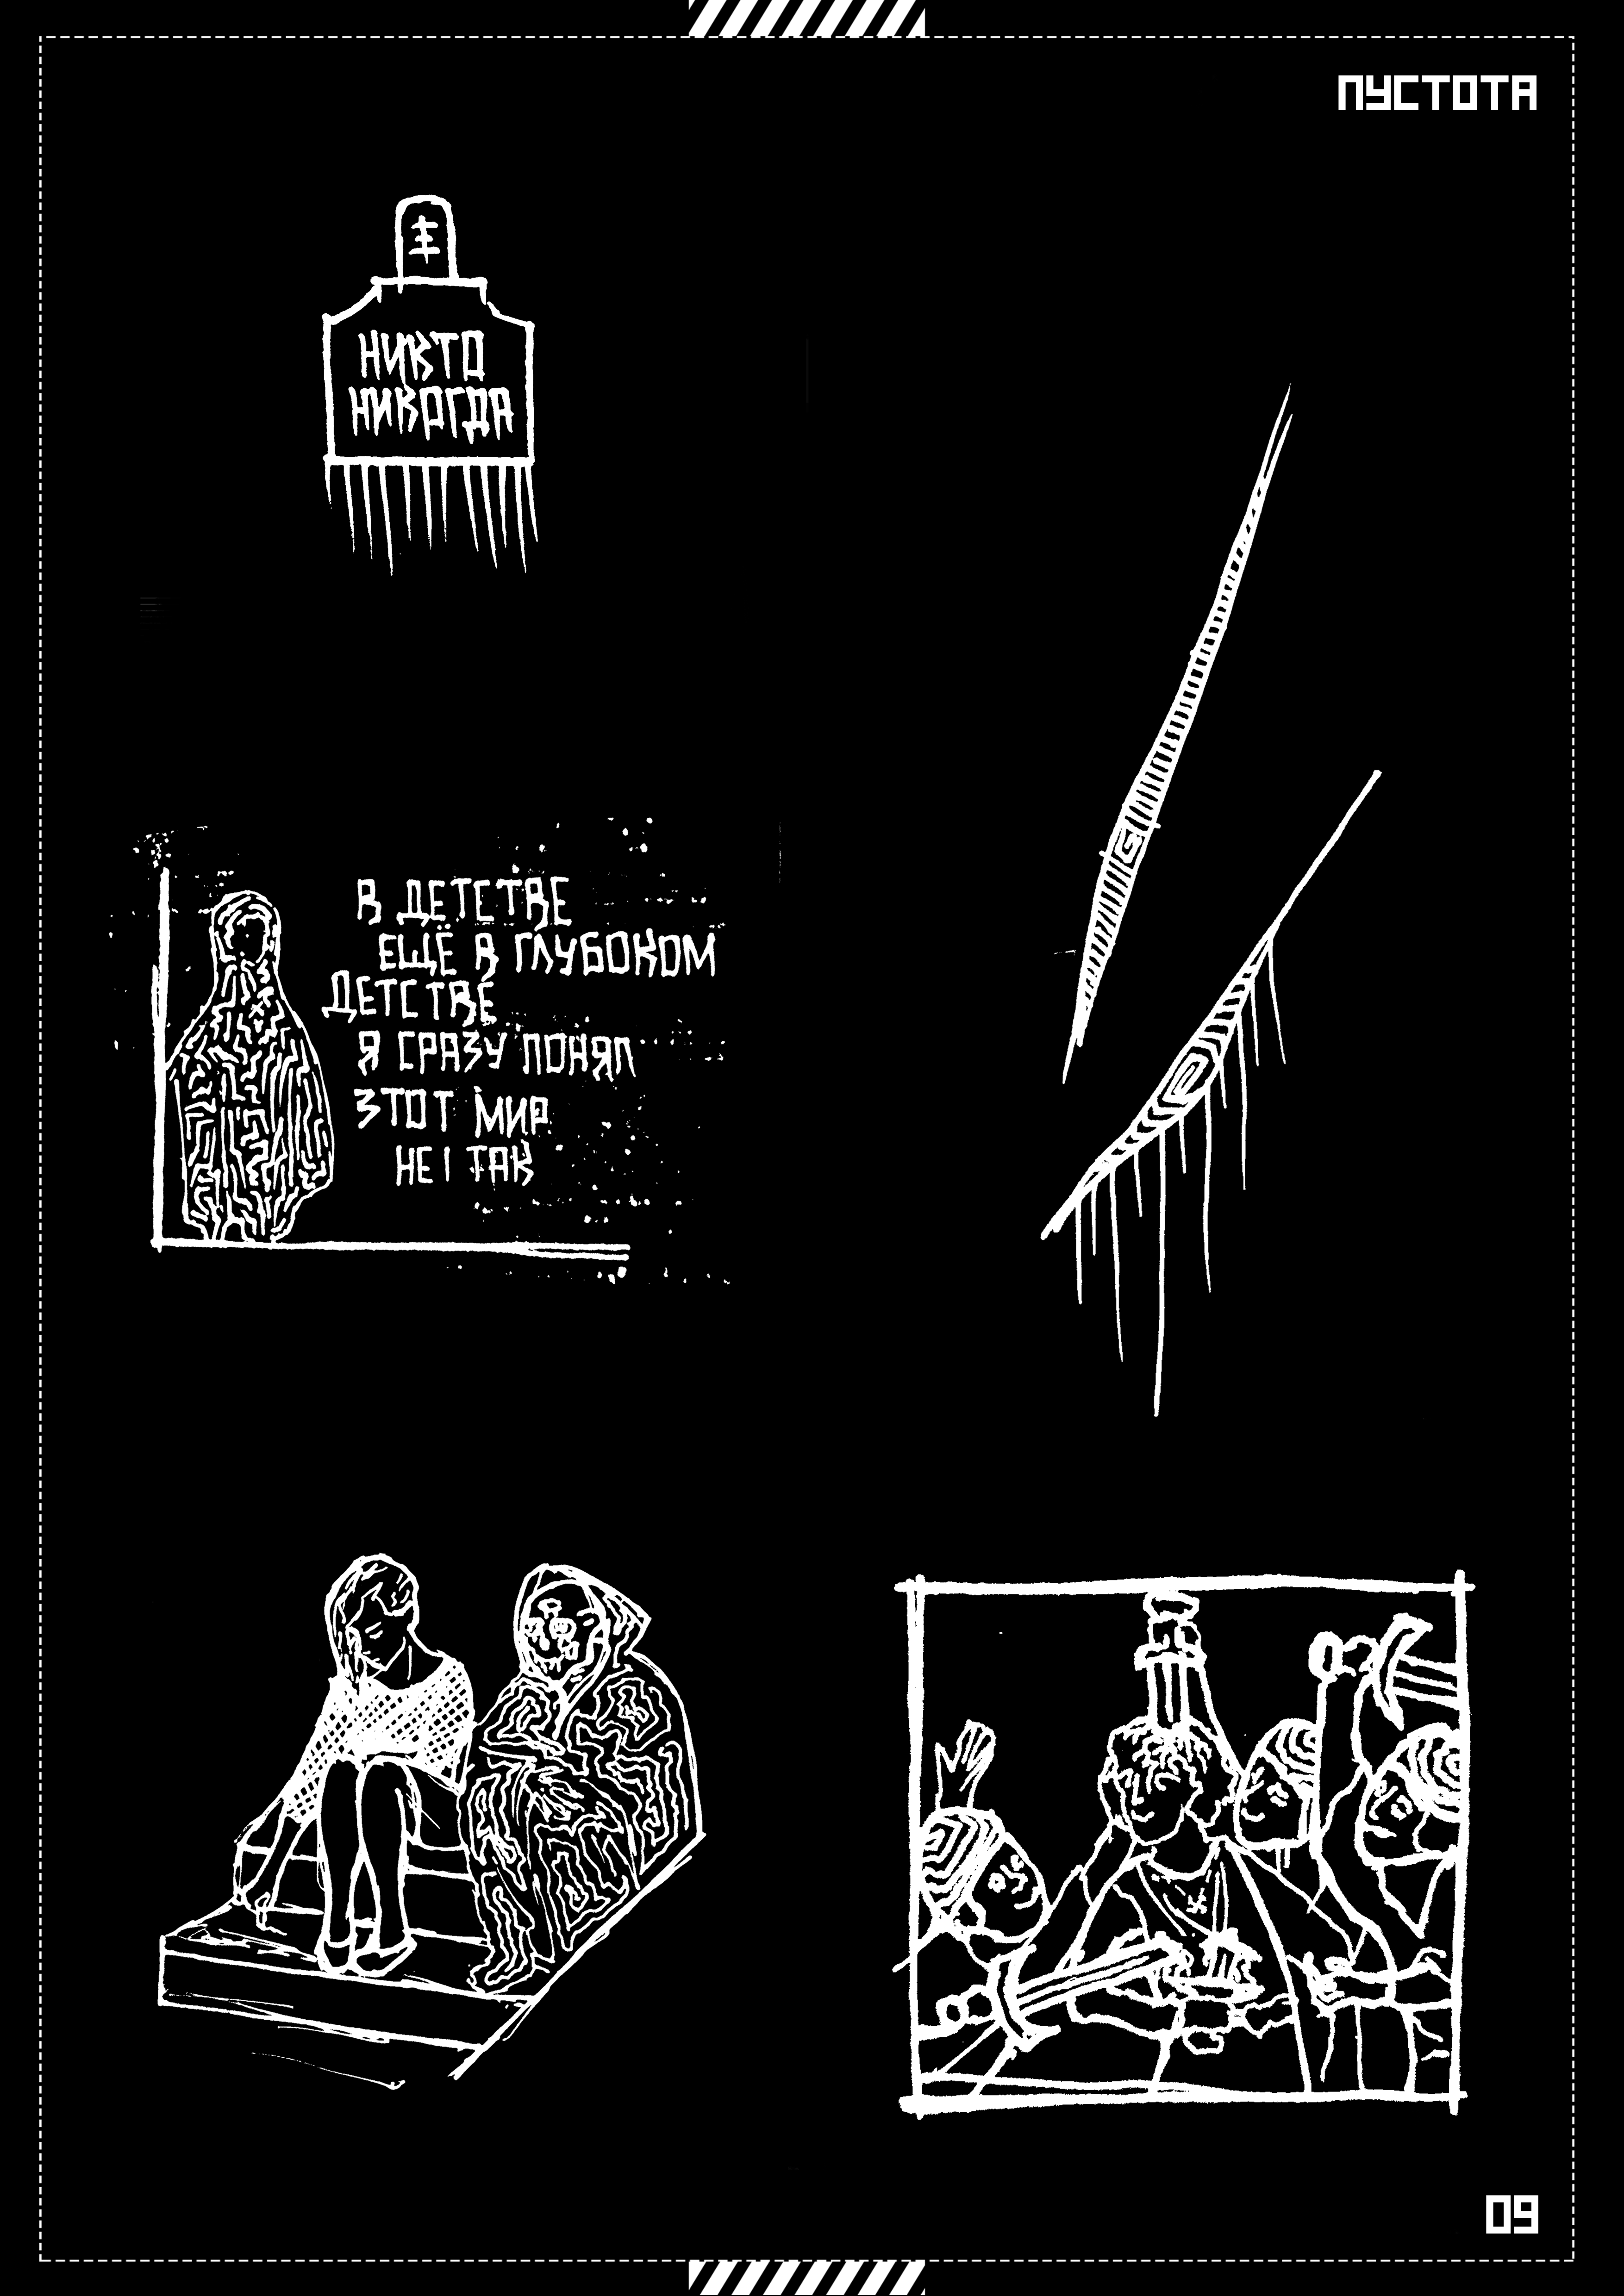 ПУСТОТА
НИКТО
НИКОГДА
В ДЕТСТВЕ
ЕЩЁ В ГЛУБОКОМ
ДЕТСТВЕ
Я СРАЗУ ПОНЯЛ
ЭТОТ МИР
НЕ ТАК
09